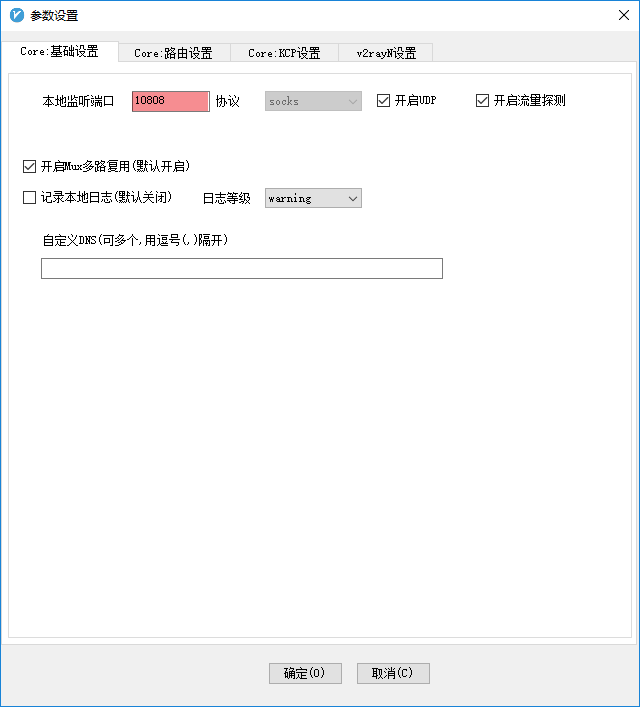 参数设置
Core:基础设置 Core:路由设置 Core:KCP设置 v2rayN设置
本地监听端口 10808 协议 socks 开启UDP 开启流量探测
开启Mux多路复用(默认开启)
记录本地日志(默认关闭) 日志等级 warning
自定义DNS(可多个,用逗号(,)隔开)
确定(O) 取消(C)